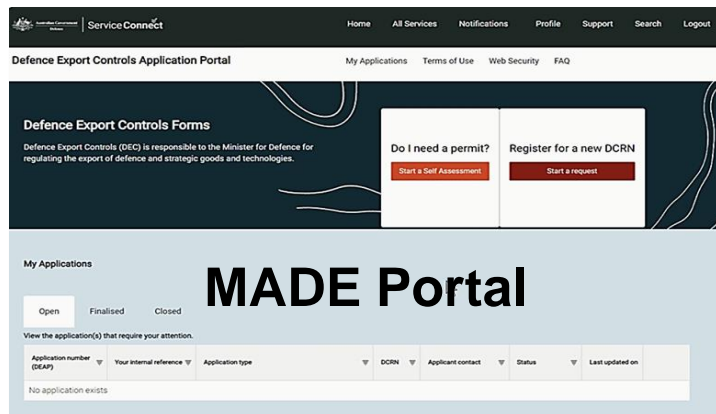 Australian Government
Defence
Service Connect
Home All Services Notifications Profile Support Search Logout
Defence Export Controls Application Portal
My Applications Terms of Use Web Security FAQ
Defence Export Controls Forms
Defence Export Controls (DEC) is responsible to the Minister for Defence for
regulating the export of defence and strategic goods and technologies.
Do I need a permit?
Start a Self Assessment
Register for a new DCRN
Start a request
My Applications
MADE Portal
Open Finalised Closed
View the application(s) that require your attention.
Application number
(DEAP)
Your internal reference
Application type
DCRN
Applicant contact
Status
Last updated on
No application exists